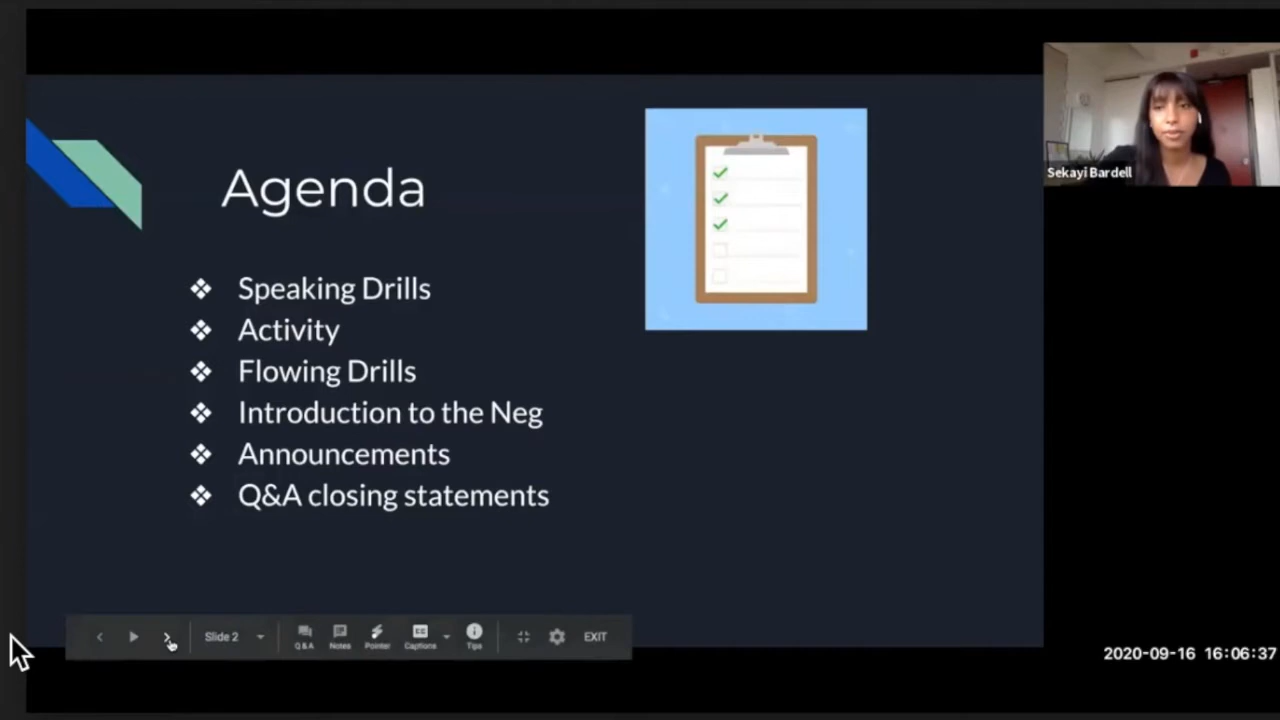 Agenda
Sekayi Bardell
❖ Speaking Drills
❖ Activity
❖ Flowing Drills
❖ Introduction to the Neg
❖ Announcements
❖ Q&A closing statements
Slide 2
Q&A Notes Pointer Captions Tips
EXIT
2020-09-16 16:06:37